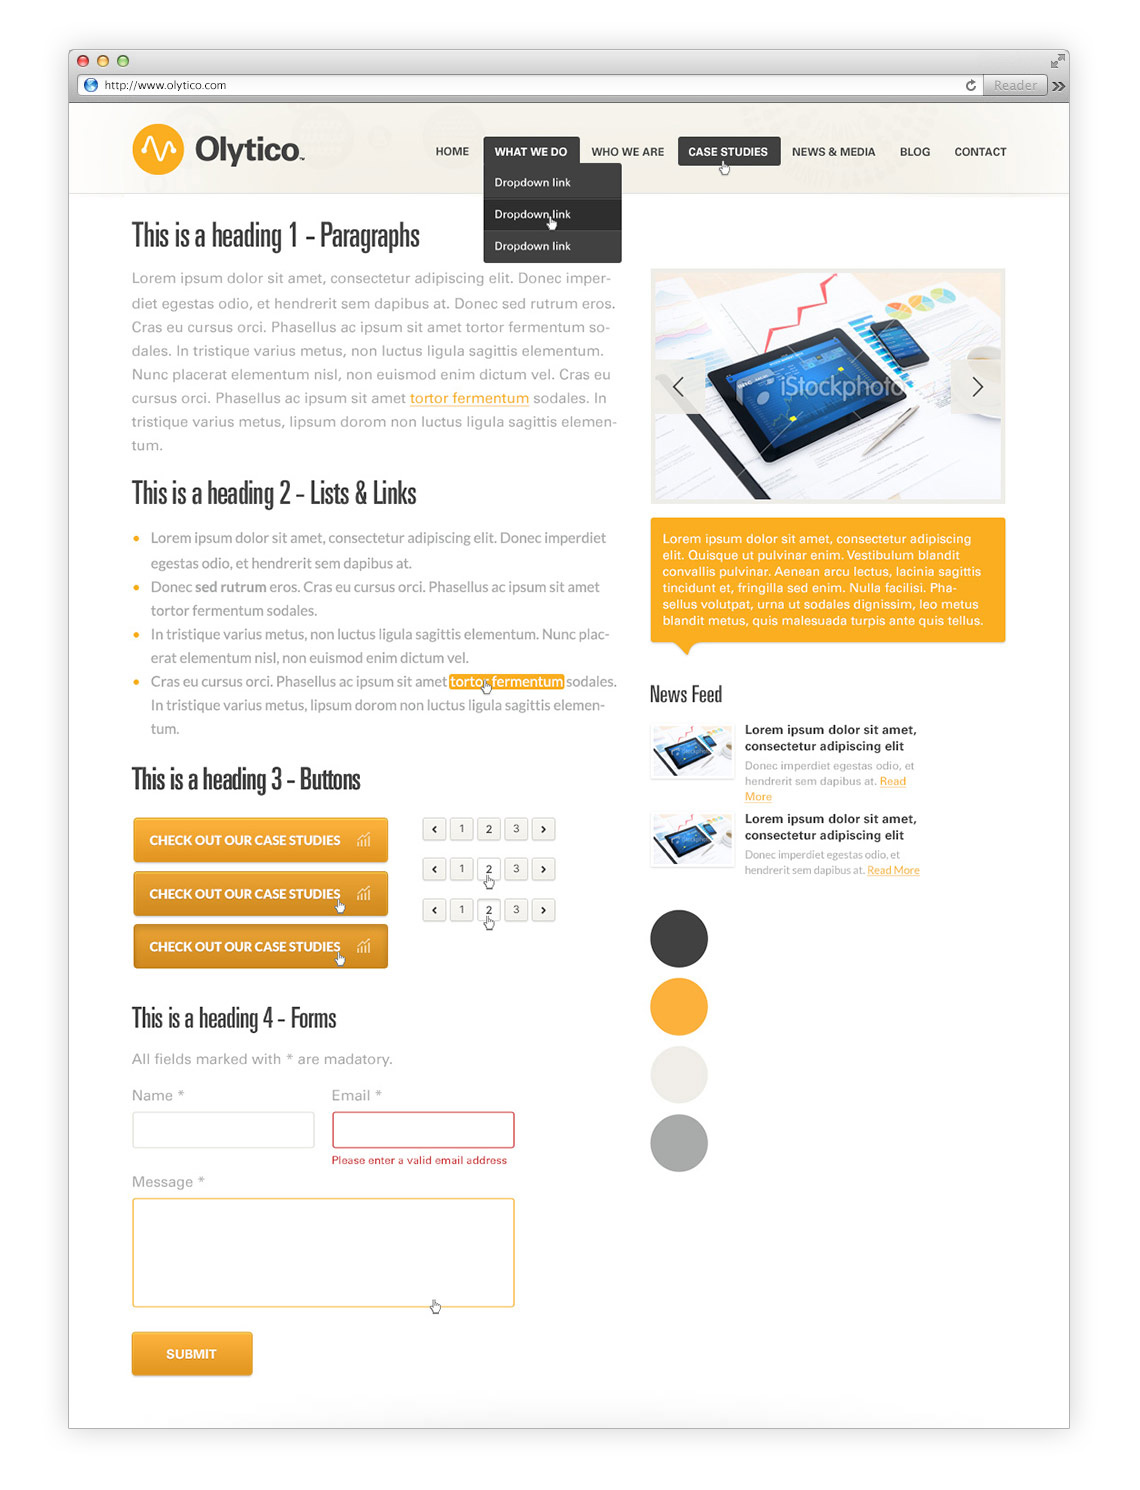 http://www.olytico.com
Reader
Olytico™
HOME
WHAT WE DO
WHO WE ARE
CASE STUDIES
NEWS & MEDIA
BLOG
CONTACT
Dropdown link
Dropdown link
Dropdown link
This is a heading 1 - Paragraphs
Lorem ipsum dolor sit amet, consectetur adipiscing elit. Donec imper-
diet egestas odio, et hendrerit sem dapibus at. Donec sed rutrum eros.
Cras eu cursus orci. Phasellus ac ipsum sit amet tortor fermentum so-
dales. In tristique varius metus, non luctus ligula sagittis elementum.
Nunc placerat elementum nisl, non euismod enim dictum vel. Cras eu
cursus orci. Phasellus ac ipsum sit amet tortor fermentum sodales. In
tristique varius metus, lipsum dorom non luctus ligula sagittis elemen-
tum.
This is a heading 2 - Lists & Links
Lorem ipsum dolor sit amet, consectetur adipiscing elit. Donec imperdiet
egestas odio, et hendrerit sem dapibus at.
Donec sed rutrum eros. Cras eu cursus orci. Phasellus ac ipsum sit amet
tortor fermentum sodales.
In tristique varius metus, non luctus ligula sagittis elementum. Nunc plac-
erat elementum nisl, non euismod enim dictum vel.
Cras eu cursus orci. Phasellus ac ipsum sit amet tortor fermentum sodales.
In tristique varius metus, lipsum dorom non luctus ligula sagittis elemen-
tum.
This is a heading 3 - Buttons
CHECK OUT OUR CASE STUDIES
CHECK OUT OUR CASE STUDIES
CHECK OUT OUR CASE STUDIES
1 2 3
1 2 3
1 2 3
This is a heading 4 - Forms
All fields marked with * are madatory.
Name *
Email *
Please enter a valid email address
Message *
SUBMIT
iStockphoto
Lorem ipsum dolor sit amet, consectetur adipiscing
elit. Quisque ut pulvinar enim. Vestibulum blandit
convallis pulvinar. Aenean arcu lectus, lacinia sagittis
tincidunt et, fringilla sed enim. Nulla facilisi. Pha-
sellus volutpat, urna ut sodales dignissim, leo metus
blandit metus, quis malesuada turpis ante quis tellus.
News Feed
iStockphoto
Lorem ipsum dolor sit amet,
consectetur adipiscing elit
Donec imperdiet egestas odio, et
hendrerit sem dapibus at. Read
More
iStockphoto
Lorem ipsum dolor sit amet,
consectetur adipiscing elit
Donec imperdiet egestas odio, et
hendrerit sem dapibus at. Read More